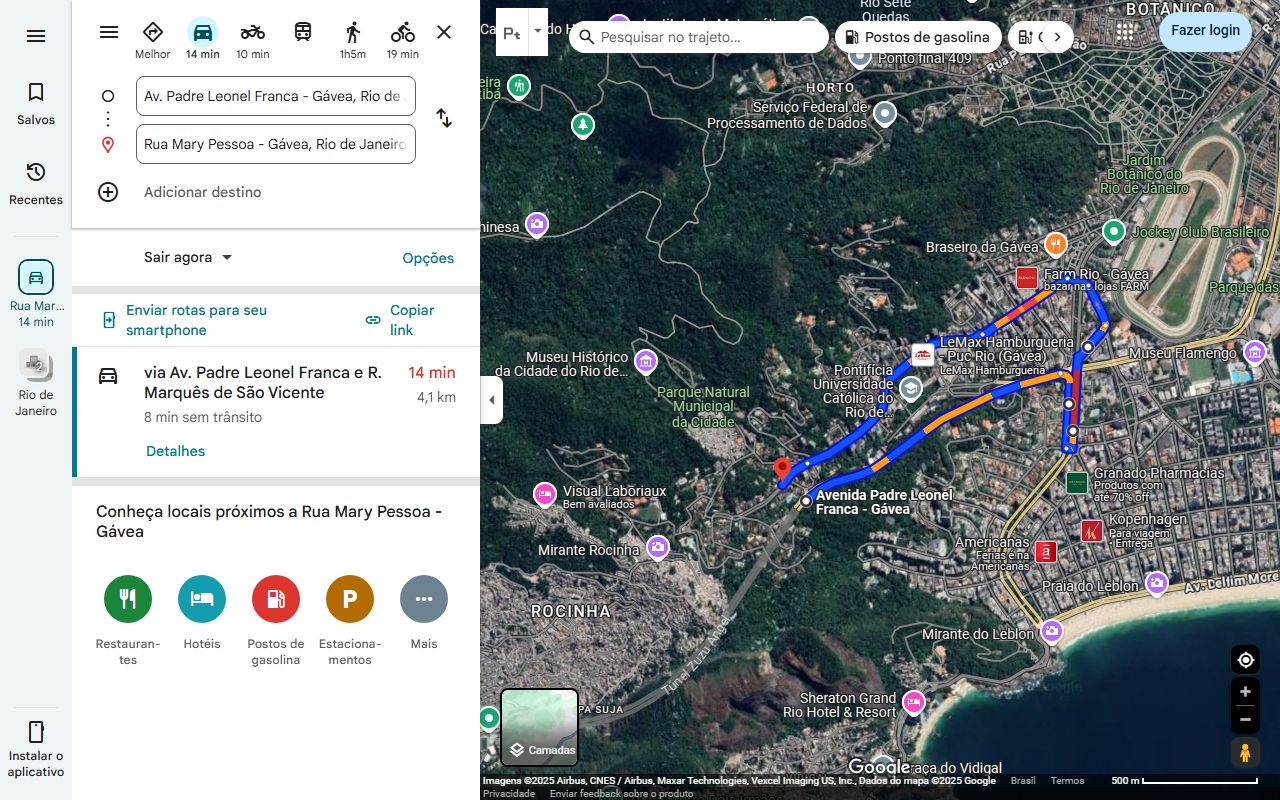 Salvos
Recentes
Rua Mar...
14 min
2
Rio de
Janeiro
Instalar o
aplicativo
Melhor
14 min
10 min
1h5m
19 min
Av. Padre Leonel Franca - Gávea, Rio de
Rua Mary Pessoa - Gávea, Rio de Janeiro
Adicionar destino
Sair agora
Opções
Enviar rotas para seu
smartphone
Copiar
link
via Av. Padre Leonel Franca e R.
Marquês de São Vicente
14 min
4,1 km
8 min sem trânsito
Detalhes
Conheça locais próximos a Rua Mary Pessoa -
Gávea
P
Restauran-
tes
Hotéis
Postos de
gasolina
Estaciona-
mentos
Mais
Pesquisar no trajeto...
Postos de gasolina
Fazer login
Rio Sete
Quedas
BOTÂNICO
Ponto final 409
HORTO
Serviço Federal de
Processamento de Dados
Jardim
Botânico do
Rio de Janeiro
Jockey Club Brasileiro
Braseiro da Gávea
Farm Rio - Gávea
bazar nas lojas FARM
Parque das
LeMax Hamburgueria
- Puc Rio (Gávea)
LeMax Hamburgueria
Museu Flamengo
Museu Histórico
da Cidade do Rio de...
Pontifícia
Universidade
Católica do
Rio de...
Parque Natural
Municipal
da Cidade
Granado Pharmácias
Produtos com
até 70% off
Visual Laboriaux
Bem avaliados
Avenida Padre Leonel
Franca - Gávea
Kopenhagen
Para viagem
• Entrega
Americanas
Férias é na
Americanas
Mirante Rocinha
Praia do Leblon
Av. Delfim More
ROCINHA
Mirante do Leblon
Túnel Zuzu Angel
Sheraton Grand
Rio Hotel & Resort
PA SUJA
Camadas
Google
raça do Vidigal
Imagens ©2025 Airbus, CNES / Airbus, Maxar Technologies, Vexcel Imaging US, Inc., Dados do mapa ©2025 Google
Brasil
Termos
500 m
Privacidade
Enviar feedback sobre o produto